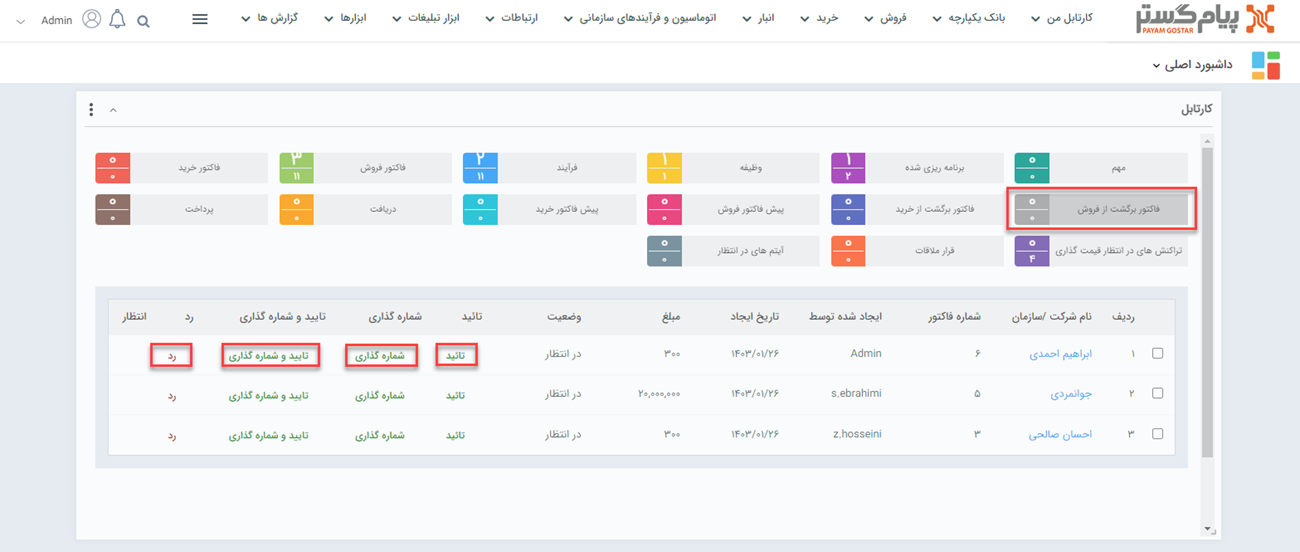 پیام گستر
PAYAM GOSTAR
کارتابل من بانک یکپارچه فروش خرید انبار اتوماسیون و فرآیندهای سازمانی ارتباطات ابزار تبلیغات ابزارها گزارش ها Admin
داشبورد اصلی
کارتابل
مهم ۰ ۰ برنامه ریزی شده ۱ ۲ وظیفه ۱ ۱ فرآیند ۲ ۱۱ فاکتور فروش ۳ ۱۱ فاکتور خرید ۰ ۰
فاکتور برگشت از فروش ۰ ۰ فاکتور برگشت از خرید ۰ ۰ پیش فاکتور فروش ۰ ۰ پیش فاکتور خرید ۰ ۰ دریافت ۰ ۰ پرداخت ۰ ۰
تراکنش های در انتظار قیمت گذاری ۰ ۴ قرار ملاقات ۰ ۰ آیتم های در انتظار ۰ ۰
ردیف نام شرکت /سازمان شماره فاکتور ایجاد شده توسط تاریخ ایجاد مبلغ وضعیت تائید شماره گذاری تایید و شماره گذاری رد انتظار
۱ ابراهیم احمدی ۶ Admin ۱۴۰۳/۰۱/۲۶ ۳۰۰ در انتظار تائید شماره گذاری تایید و شماره گذاری رد
۲ جوانمردی ۵ s.ebrahimi ۱۴۰۳/۰۱/۲۶ ۲۰,۰۰۰,۰۰۰ در انتظار تائید شماره گذاری تایید و شماره گذاری رد
۳ احسان صالحی ۳ z.hosseini ۱۴۰۳/۰۱/۲۶ ۳۰۰ در انتظار تائید شماره گذاری تایید و شماره گذاری رد